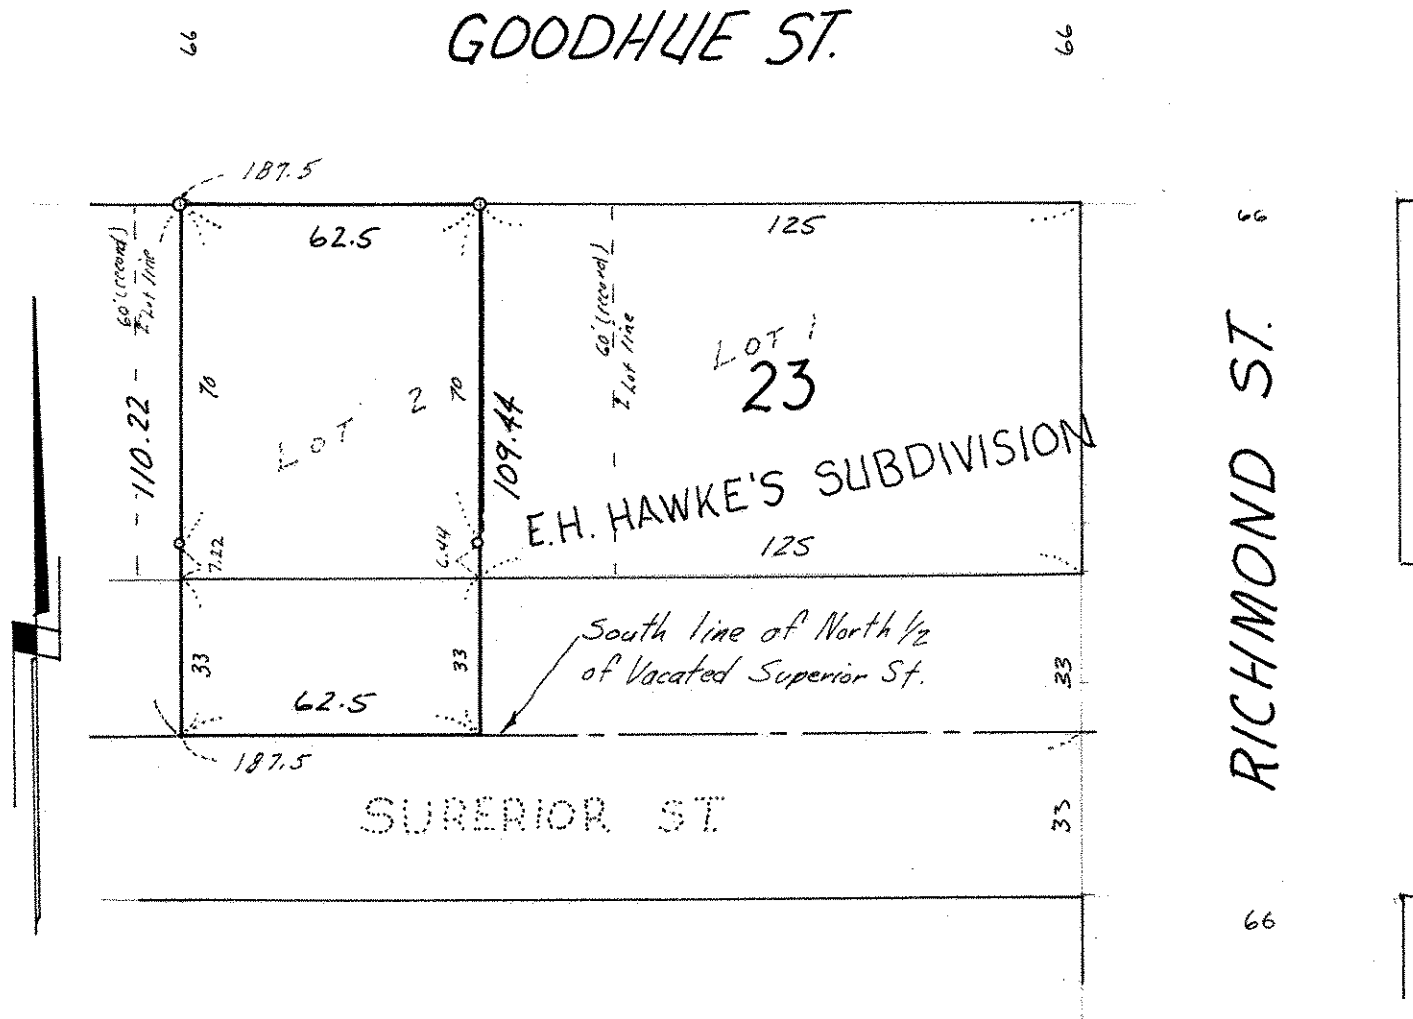 66
GOODHUE ST.
66
187.5
62.5
125
66
60'(record)
Lot line
60'(record)
Lot line
LOT 1
23
70
LOT 2
70
110.22
109.44
E.H. HAWKE'S SUBDIVISION
RICHMOND ST.
7.22
6.44
125
South line of North 1/2
of Vacated Superior St.
33
33
33
62.5
187.5
SURERIOR ST.
33
66